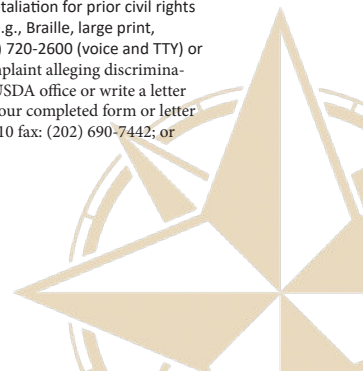 taliation for prior civil rights
e.g., Braille, large print,
) 720-2600 (voice and TTY) or
plaint alleging discrimina-
USDA office or write a letter
our completed form or letter
10 fax: (202) 690-7442; or